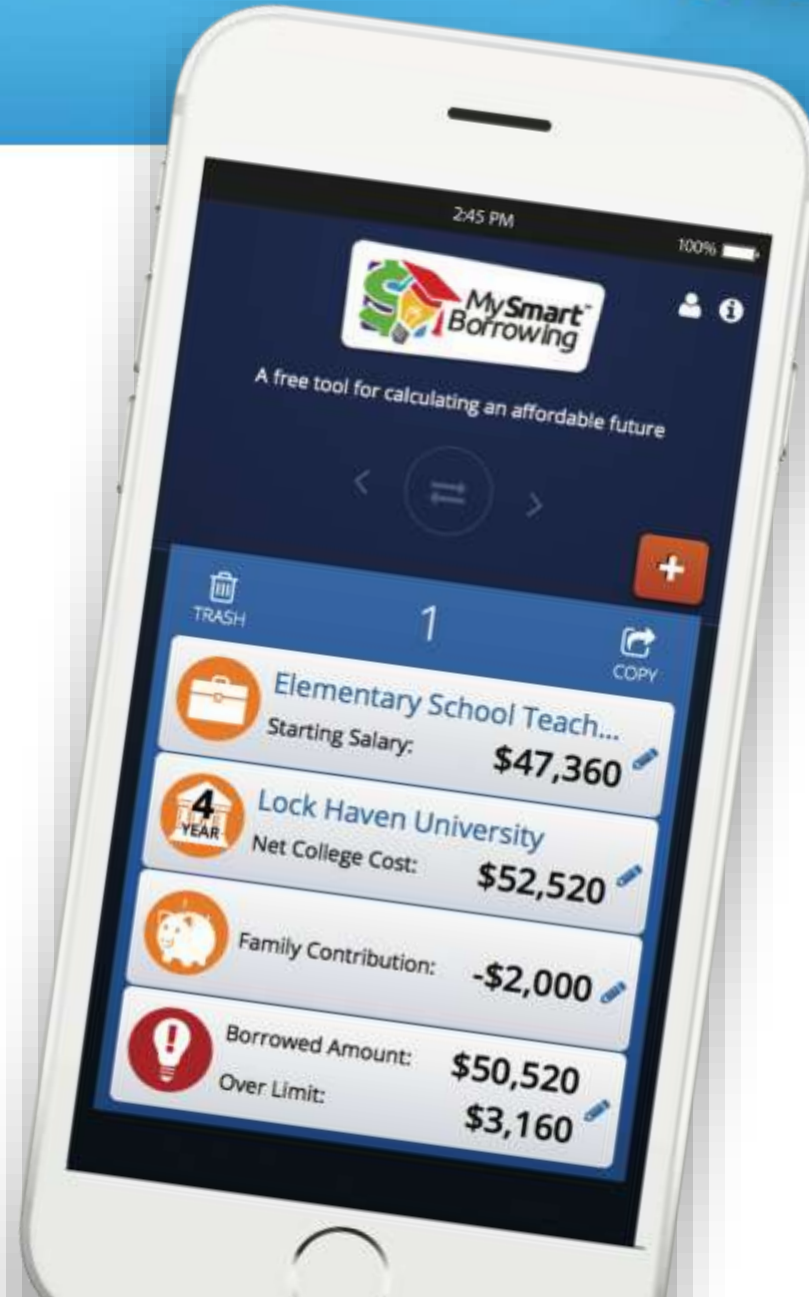 2:45 PM
100%
MySmart™
Borrowing
A free tool for calculating an affordable future
1
TRASH
COPY
Elementary School Teach...
Starting Salary: $47,360
4
YEAR
Lock Haven University
Net College Cost: $52,520
Family Contribution: -$2,000
Borrowed Amount: $50,520
Over Limit: $3,160